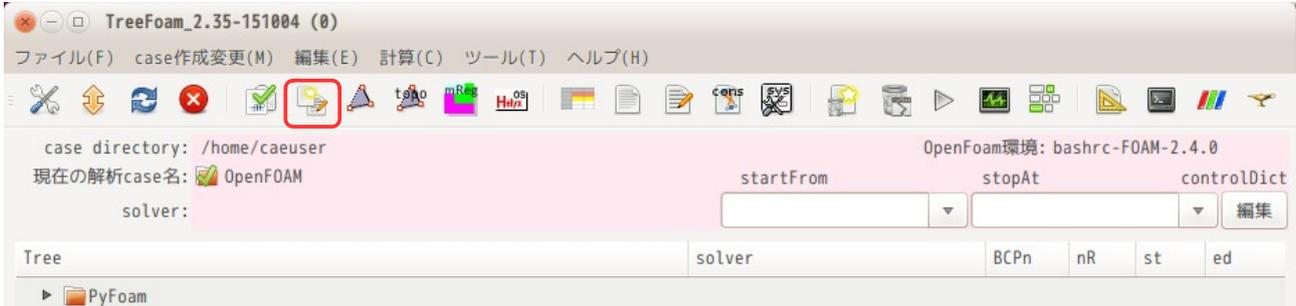 TreeFoam_2.35-151004 (0)
ファイル(F) case作成変更(M) 編集(E) 計算(C) ツール(T) ヘルプ(H)
topo mReg cons sys
case directory: /home/caeuser OpenFoam環境: bashrc-FOAM-2.4.0
現在の解析case名: OpenFOAM startFrom stopAt controlDict
solver: 編集
Tree solver BCPn nR st ed
PyFoam